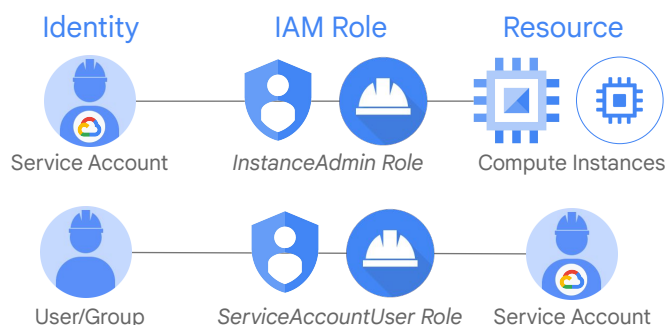 Identity IAM Role Resource
Service Account InstanceAdmin Role Compute Instances
User/Group ServiceAccountUser Role Service Account